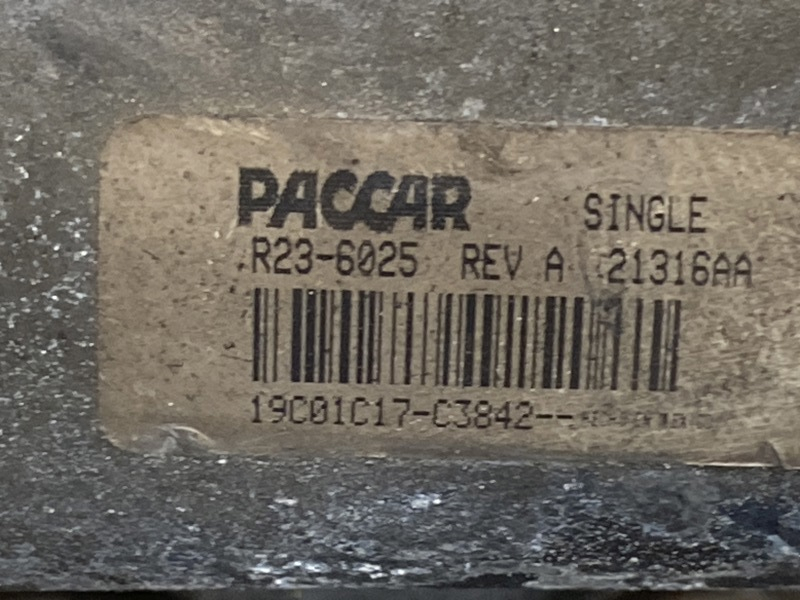 PACCAR SINGLE
R23-6025 REV A 21316AA
19C01C17-C3842--